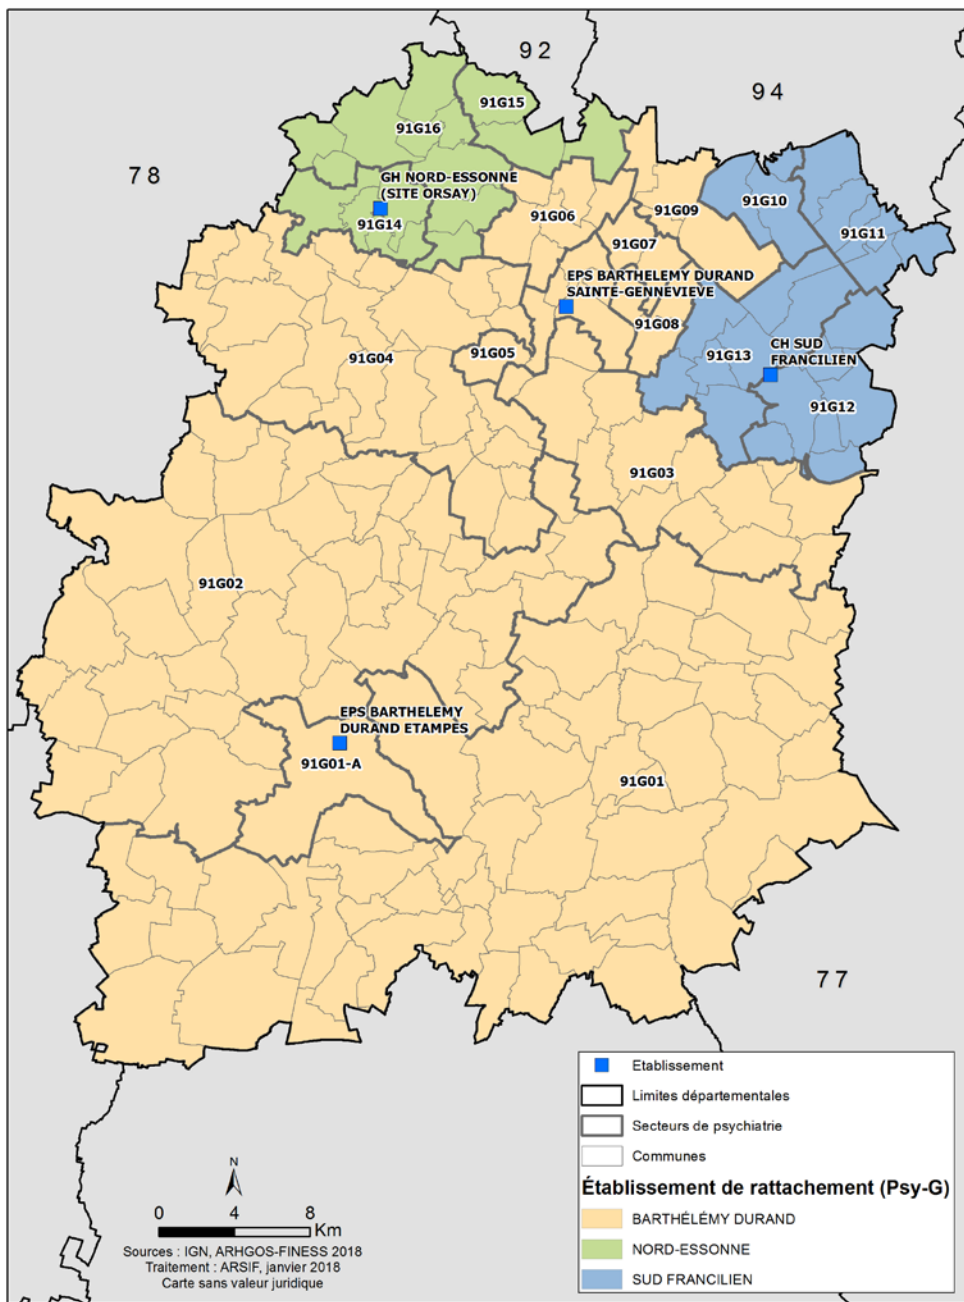 92
94
78
91G15
91G16
GH NORD-ESSONNE
(SITE ORSAY)
91G14
91G06
91G09
91G10
91G11
91G07
EPS BARTHELEMY DURAND
SAINTE-GENNEVIEVE
91G08
91G04
91G05
91G13
CH SUD
FRANCILIEN
91G12
91G03
91G02
EPS BARTHELEMY
DURAND ETAMPES
91G01-A
91G01
77
Etablissement
Limites départementales
Secteurs de psychiatrie
Communes
Établissement de rattachement (Psy-G)
BARTHÉLÉMY DURAND
NORD-ESSONNE
SUD FRANCILIEN
N
0 4 8
Km
Sources : IGN, ARHGOS-FINESS 2018
Traitement : ARSIF, janvier 2018
Carte sans valeur juridique